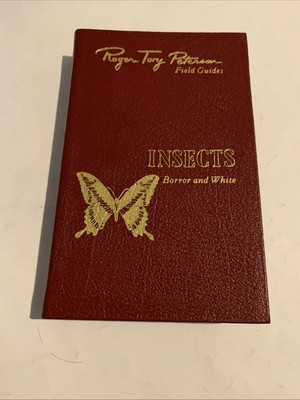 Roger Tory Peterson
Field Guides
INSECTS
Borror and White